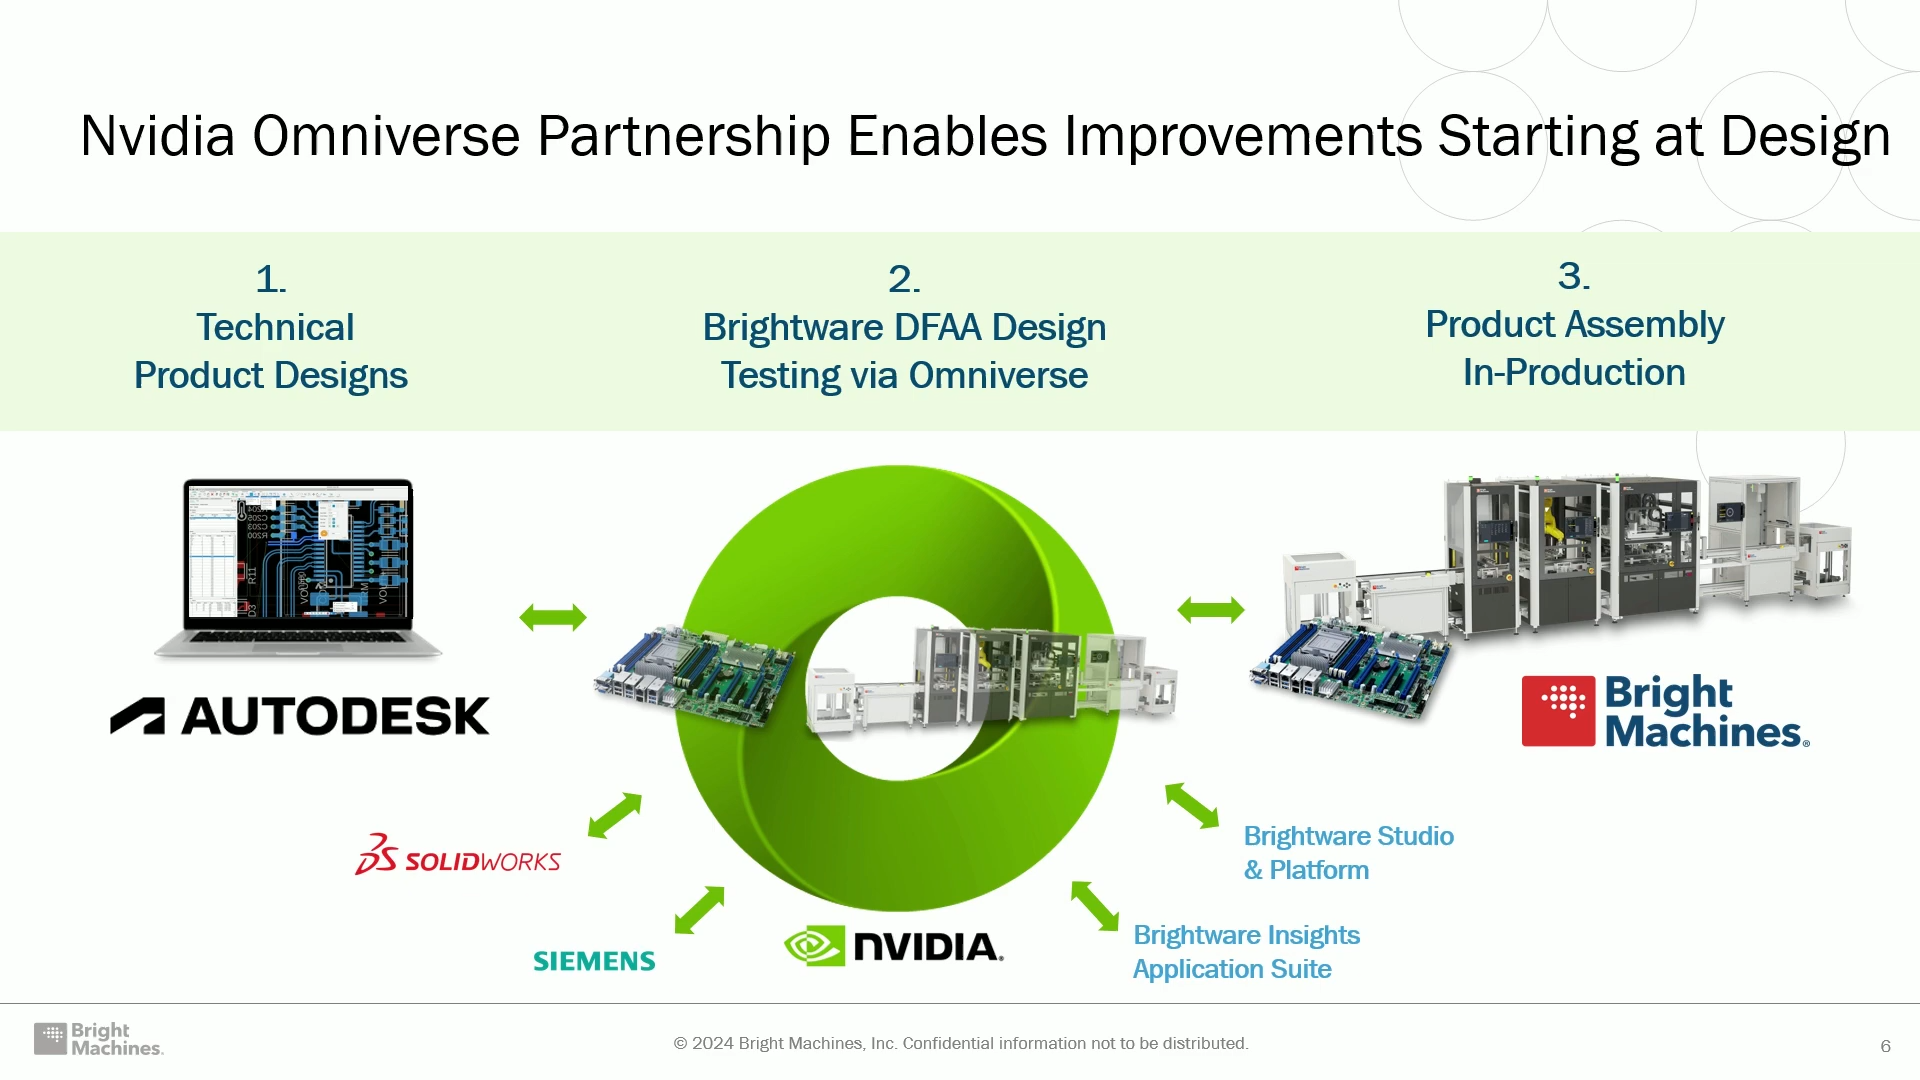 Nvidia Omniverse Partnership Enables Improvements Starting at Design
1.
Technical
Product Designs
2.
Brightware DFAA Design
Testing via Omniverse
3.
Product Assembly
In-Production
AUTODESK
SOLIDWORKS
SIEMENS
NVIDIA.
Bright
Machines®
Brightware Studio
& Platform
Brightware Insights
Application Suite
Bright
Machines.
© 2024 Bright Machines, Inc. Confidential information not to be distributed.
6